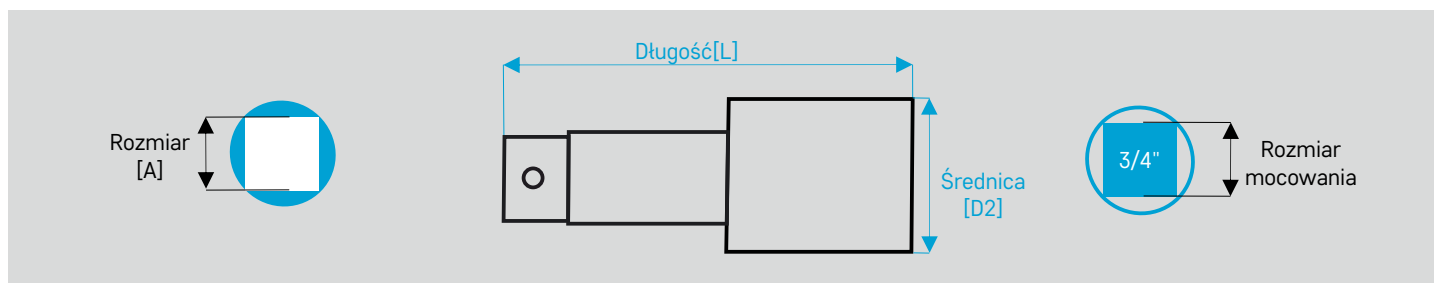 Długość[L]
Rozmiar
[A]
Średnica
[D2]
3/4"
Rozmiar
mocowania